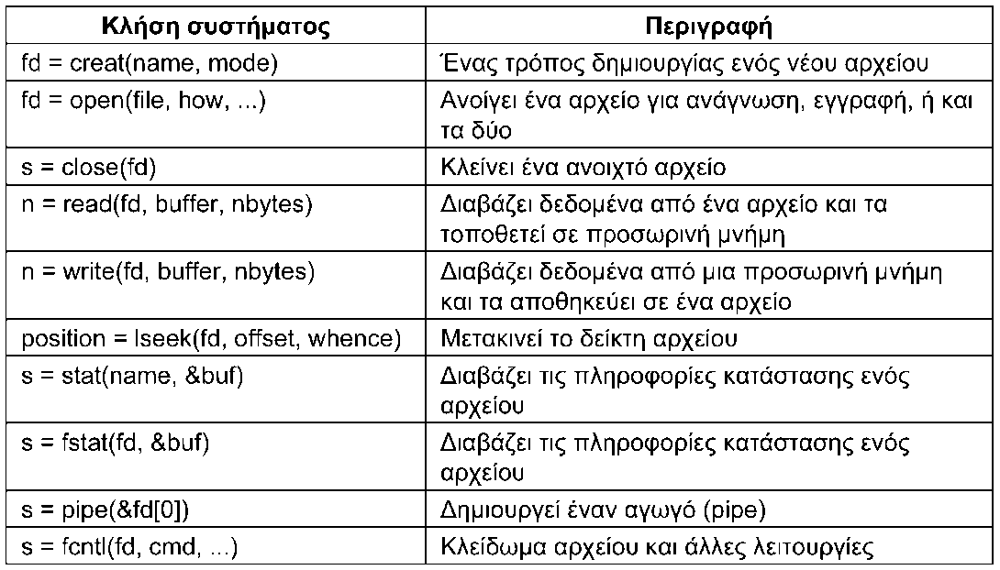 Κλήση συστήματος Περιγραφή
fd = creat(name, mode) Ένας τρόπος δημιουργίας ενός νέου αρχείου
fd = open(file, how, ...) Ανοίγει ένα αρχείο για ανάγνωση, εγγραφή, ή και
τα δύο
s = close(fd) Κλείνει ένα ανοιχτό αρχείο
n = read(fd, buffer, nbytes) Διαβάζει δεδομένα από ένα αρχείο και τα
τοποθετεί σε προσωρινή μνήμη
n = write(fd, buffer, nbytes) Διαβάζει δεδομένα από μια προσωρινή μνήμη
και τα αποθηκεύει σε ένα αρχείο
position = lseek(fd, offset, whence) Μετακινεί το δείκτη αρχείου
s = stat(name, &buf) Διαβάζει τις πληροφορίες κατάστασης ενός
αρχείου
s = fstat(fd, &buf) Διαβάζει τις πληροφορίες κατάστασης ενός
αρχείου
s = pipe(&fd[0]) Δημιουργεί έναν αγωγό (pipe)
s = fcntl(fd, cmd, ...) Κλείδωμα αρχείου και άλλες λειτουργίες